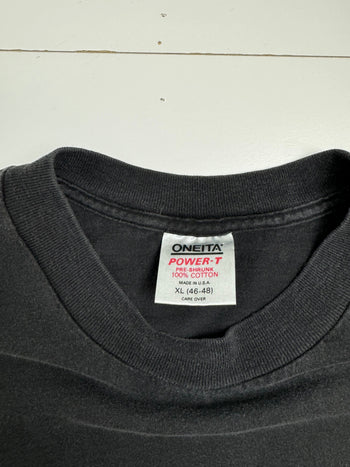 ONEITA
POWER-T
PRE-SHRUNK
100% COTTON
MADE IN U.S.A.
XL (46-48)
CARE OVER